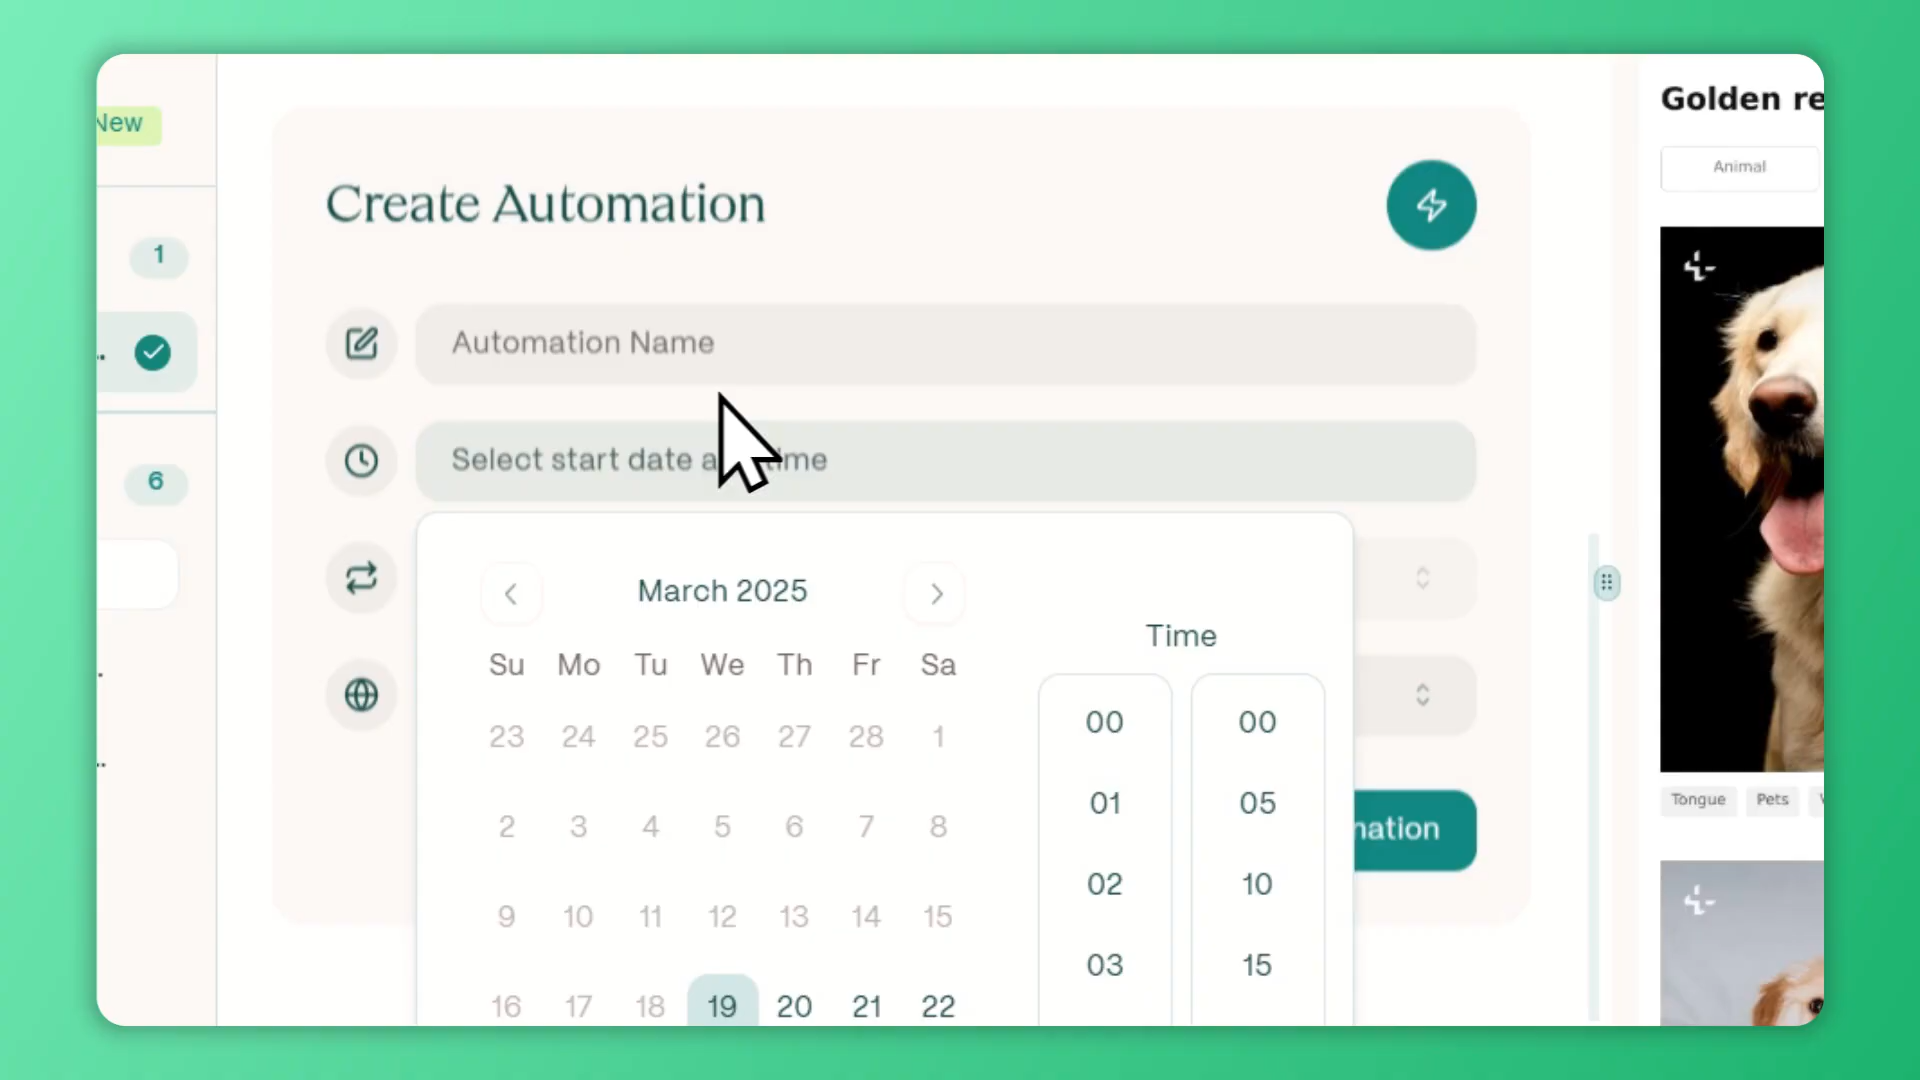 New
1
6
Create Automation
Automation Name
Select start date a me
March 2025
Su Mo Tu We Th Fr Sa
23 24 25 26 27 28 1
2 3 4 5 6 7 8
9 10 11 12 13 14 15
16 17 18 19 20 21 22
Time
00 00
01 05
02 10
03 15
mation
Golden re
Animal
Tongue Pets